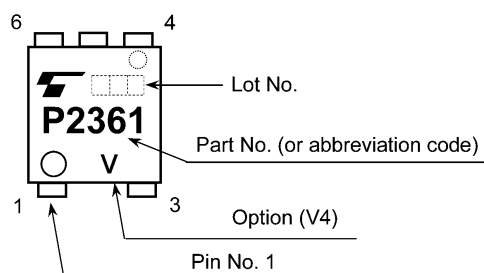 6 4
Lot No.
P2361
Part No. (or abbreviation code)
V
1 3
Option (V4)
Pin No. 1